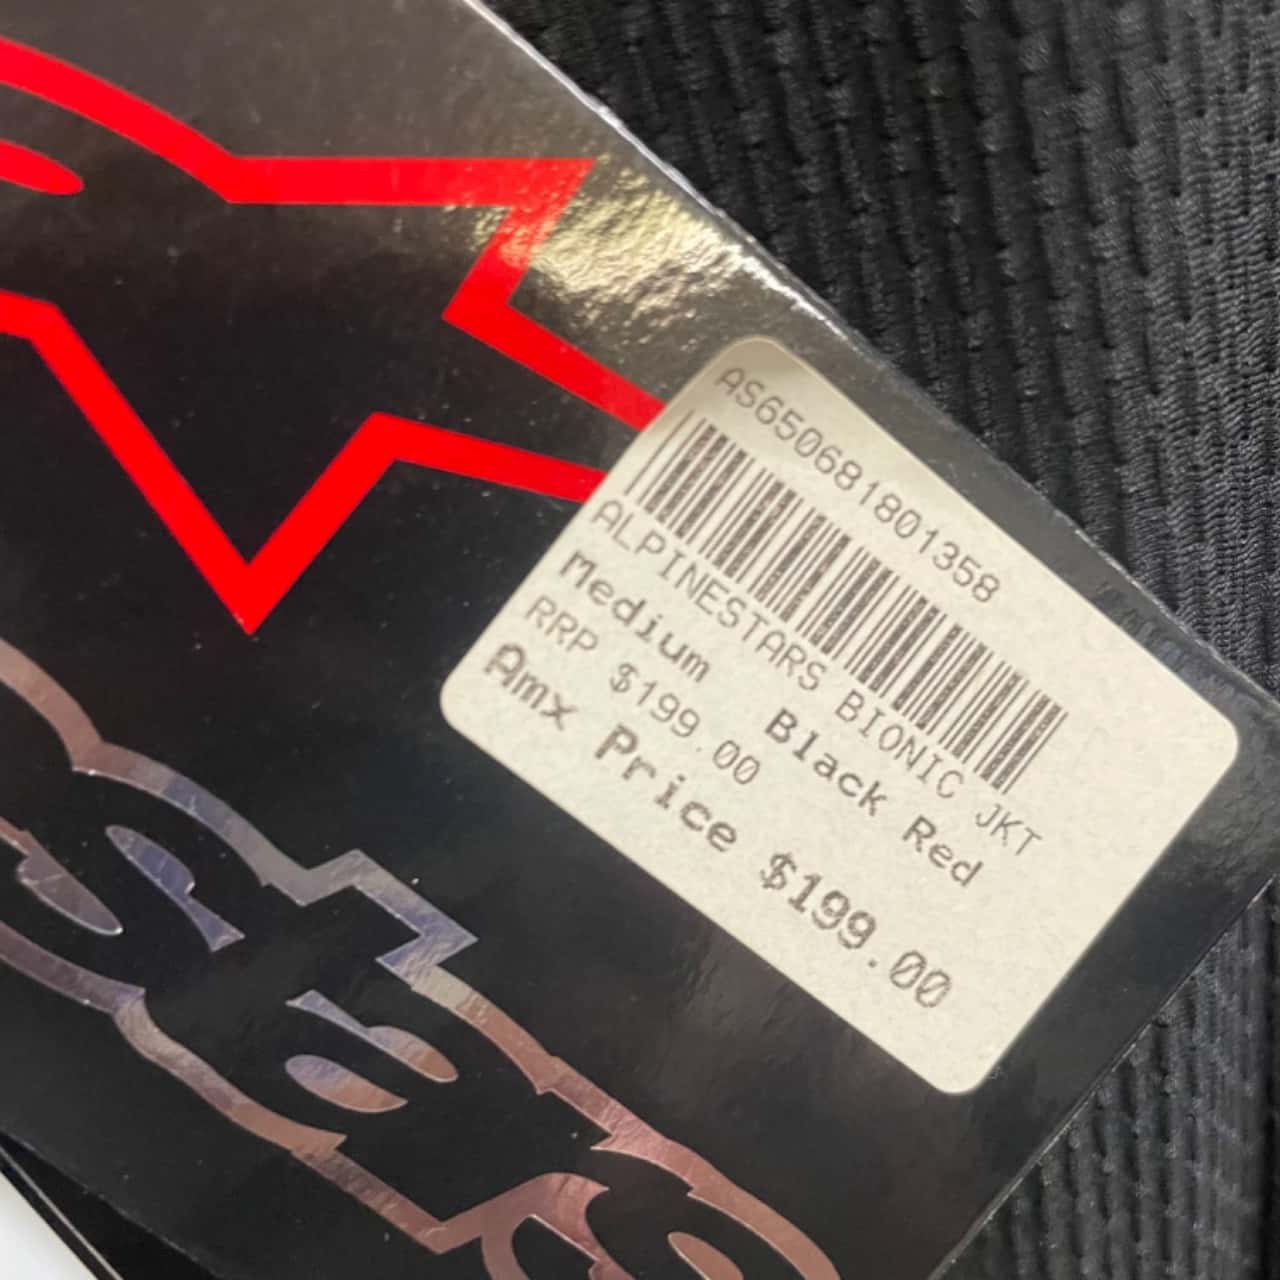 AS650681801358
ALPINESTARS BIONIC JKT
Medium Black Red
RRP $199.00
Amx Price $199.00